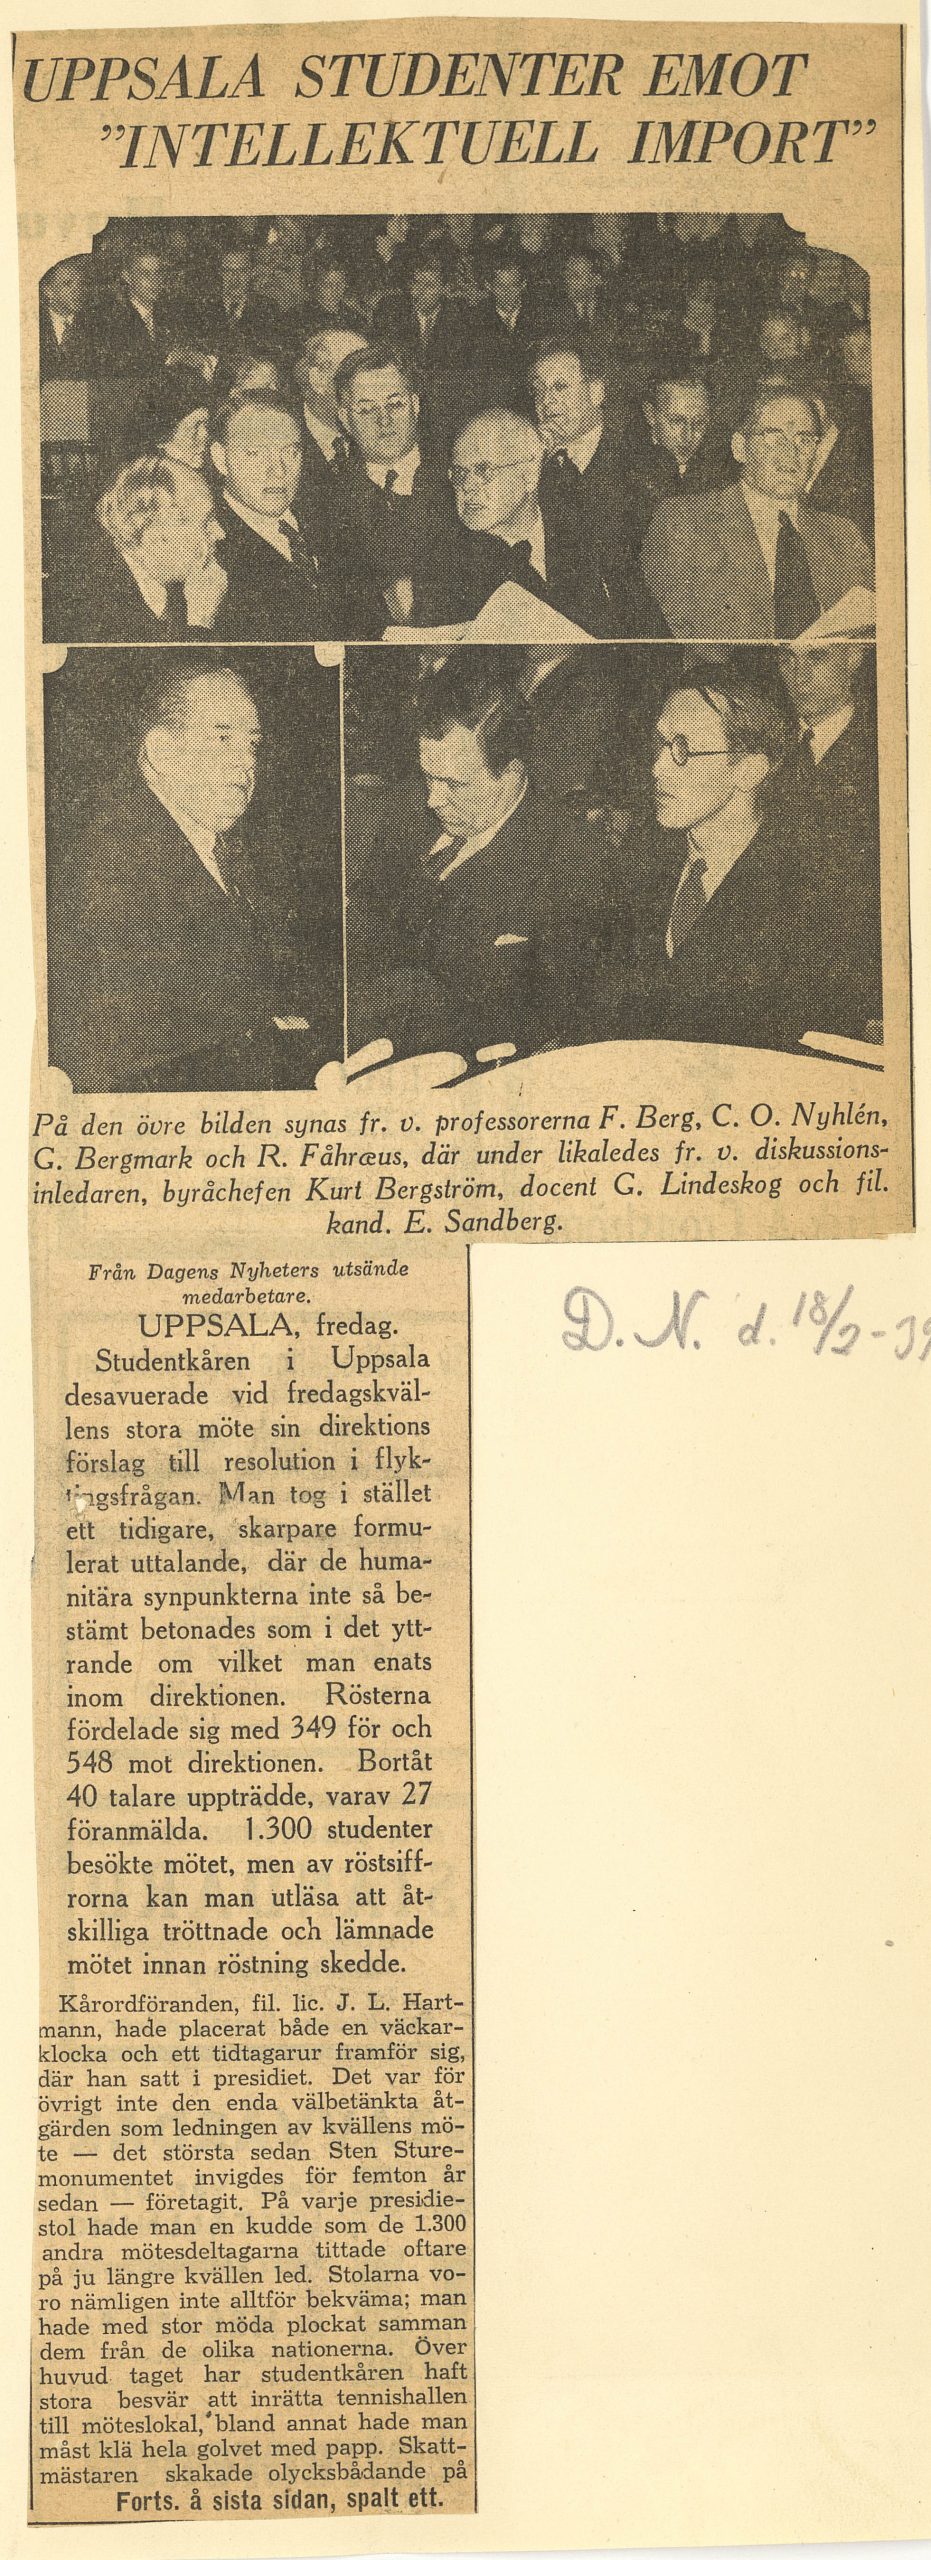 UPPSALA STUDENTER EMOT
”INTELLEKTUELL IMPORT”
På den övre bilden synas fr. v. professorerna F. Berg, C. O. Nyhlén,
G. Bergmark och R. Fåhræus, där under likaledes fr. v. diskussions-
inledaren, byråchefen Kurt Bergström, docent G. Lindeskog och fil.
kand. E. Sandberg.
Från Dagens Nyheters utsände
medarbetare.
UPPSALA, fredag.
Studentkåren i Uppsala
desavuerade vid fredagskväl-
lens stora möte sin direktions
förslag till resolution i flyk-
tingsfrågan. Man tog i stället
ett tidigare, skarpare formu-
lerat uttalande, där de huma-
nitära synpunkterna inte så be-
stämt betonades som i det ytt-
rande om vilket man enats
inom direktionen. Rösterna
fördelade sig med 349 för och
548 mot direktionen. Bortåt
40 talare uppträdde, varav 27
föranmälda. 1.300 studenter
besökte mötet, men av röstsiff-
rorna kan man utläsa att åt-
skilliga tröttnade och lämnade
mötet innan röstning skedde.
Kårordföranden, fil. lic. J. L. Hart-
mann, hade placerat både en väckar-
klocka och ett tidtagarur framför sig,
där han satt i presidiet. Det var för
övrigt inte den enda välbetänkta åt-
gärden som ledningen av kvällens mö-
te — det största sedan Sten Sture-
monumentet invigdes för femton år
sedan — företagit. På varje presidie-
stol hade man en kudde som de 1.300
andra mötesdeltagarna tittade oftare
på ju längre kvällen led. Stolarna vo-
ro nämligen inte alltför bekväma; man
hade med stor möda plockat samman
dem från de olika nationerna. Över
huvud taget har studentkåren haft
stora besvär att inrätta tennishallen
till möteslokal, bland annat hade man
måst klä hela golvet med papp. Skatt-
mästaren skakade olycksbådande på
Forts. å sista sidan, spalt ett.
D. N. d. 18/2-39